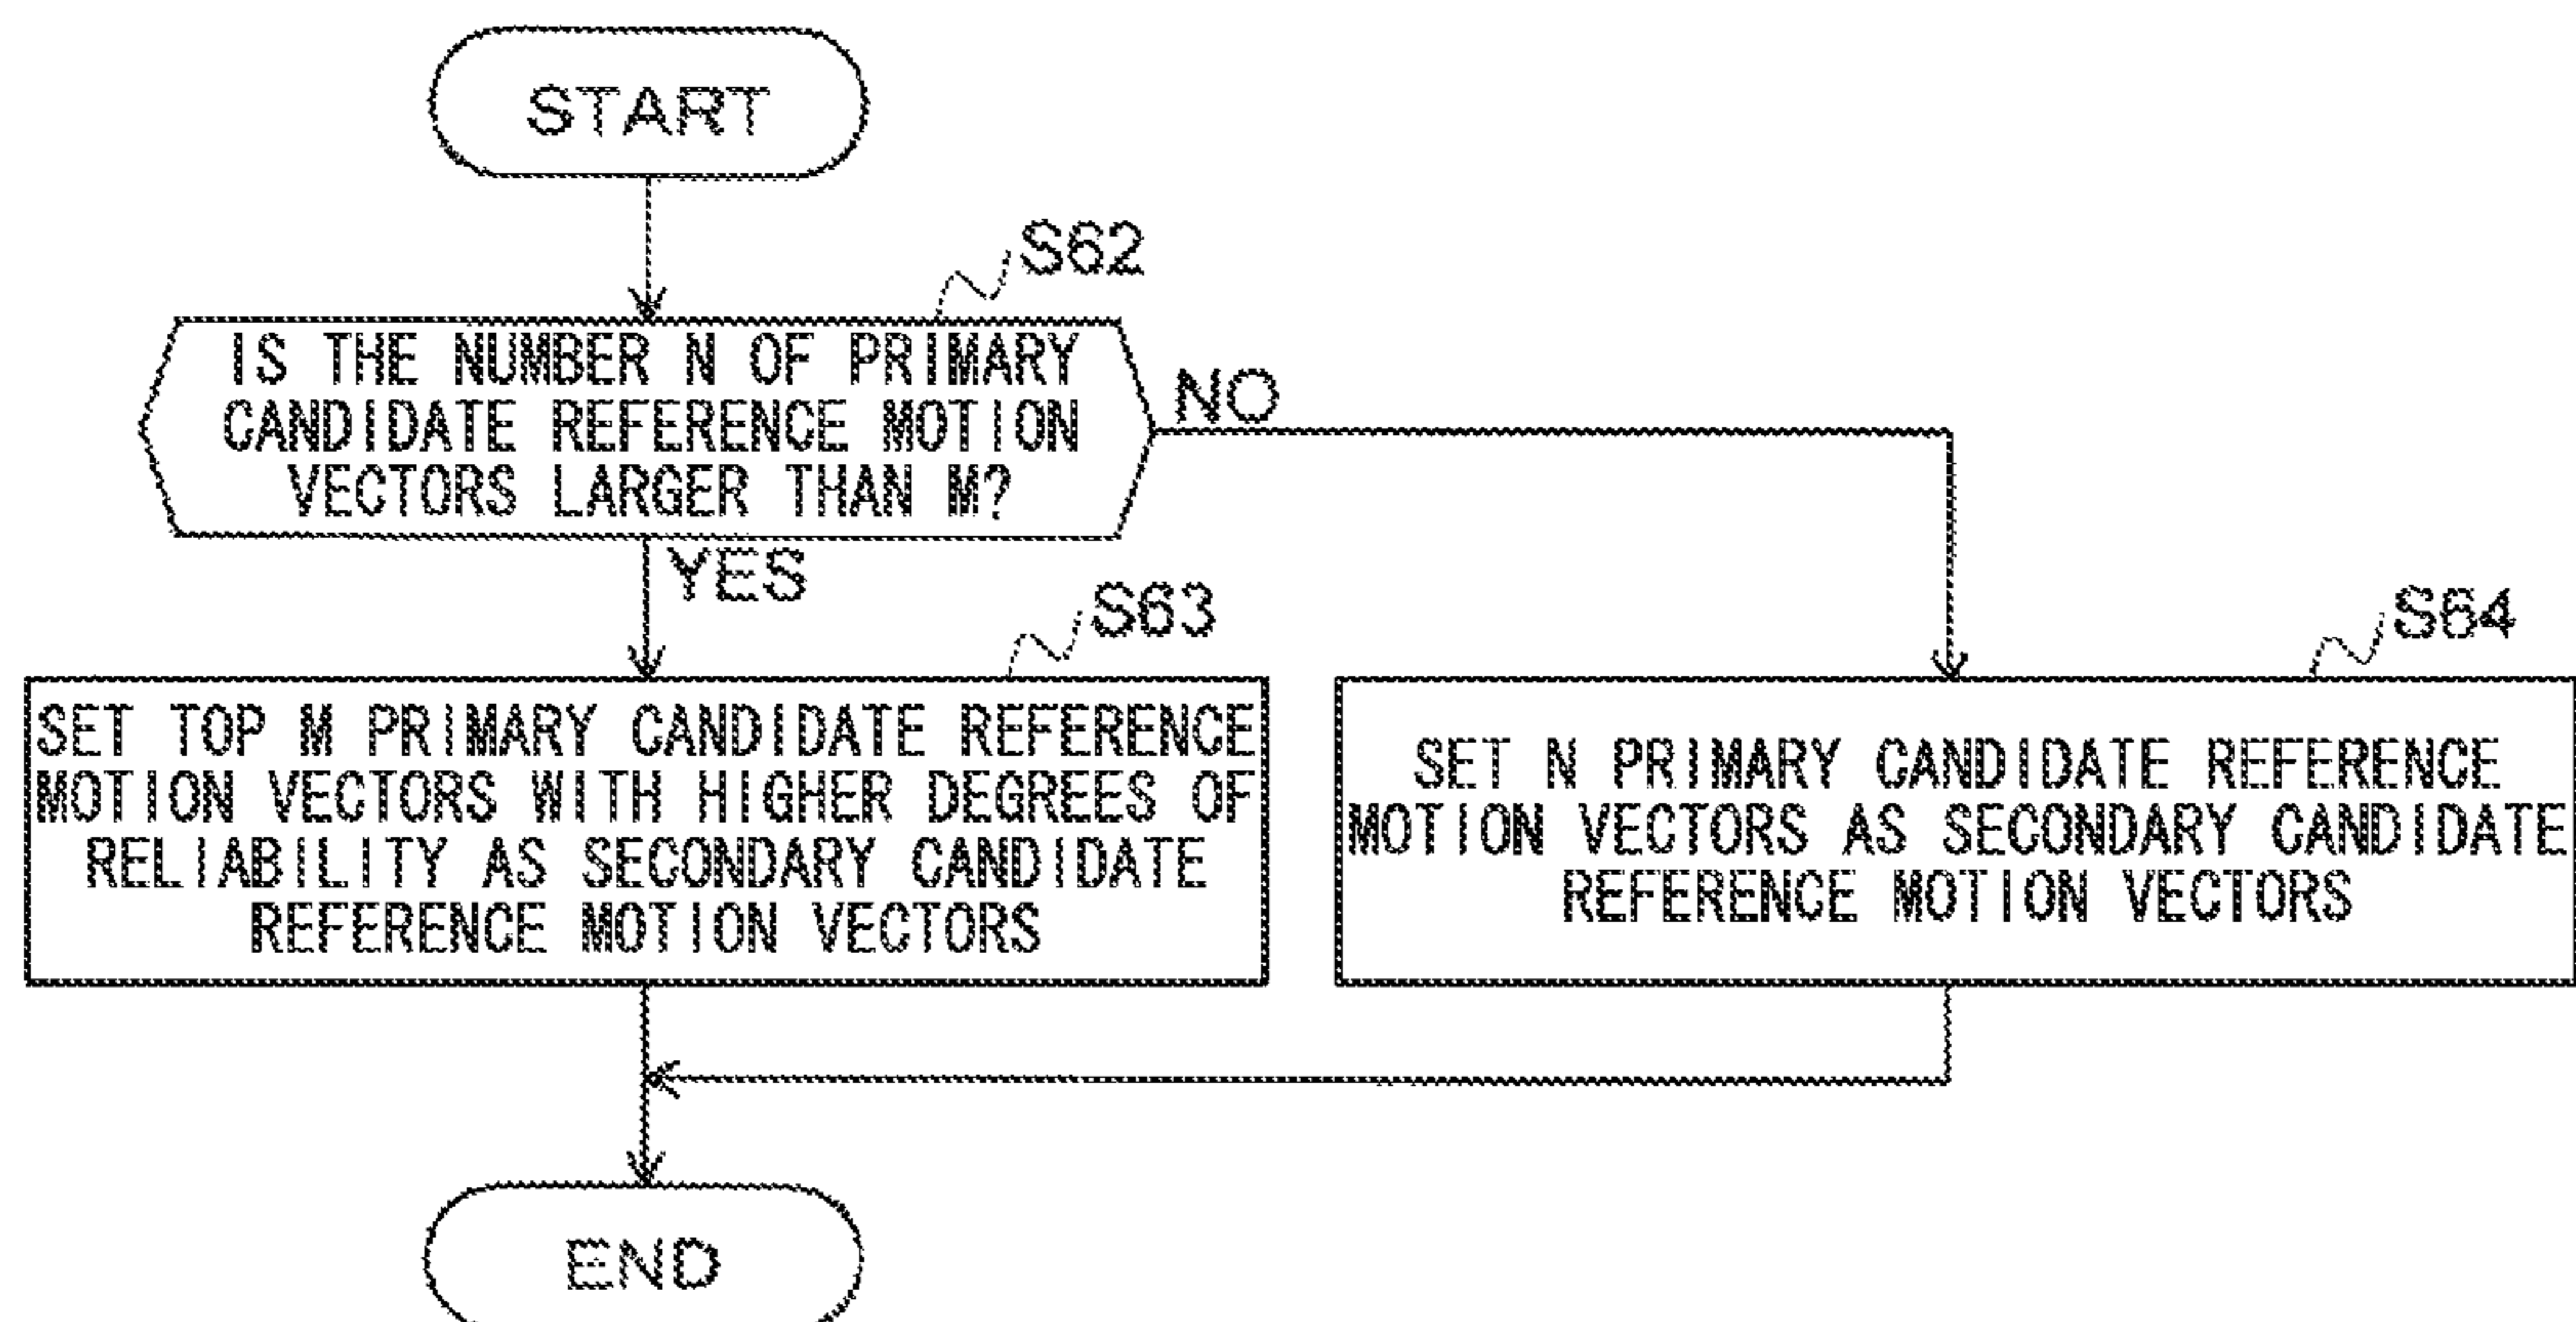 START
S62
IS THE NUMBER N OF PRIMARY
CANDIDATE REFERENCE MOTION
VECTORS LARGER THAN M?
NO
YES
S63
SET TOP M PRIMARY CANDIDATE REFERENCE
MOTION VECTORS WITH HIGHER DEGREES OF
RELIABILITY AS SECONDARY CANDIDATE
REFERENCE MOTION VECTORS
S64
SET N PRIMARY CANDIDATE REFERENCE
MOTION VECTORS AS SECONDARY CANDIDATE
REFERENCE MOTION VECTORS
END